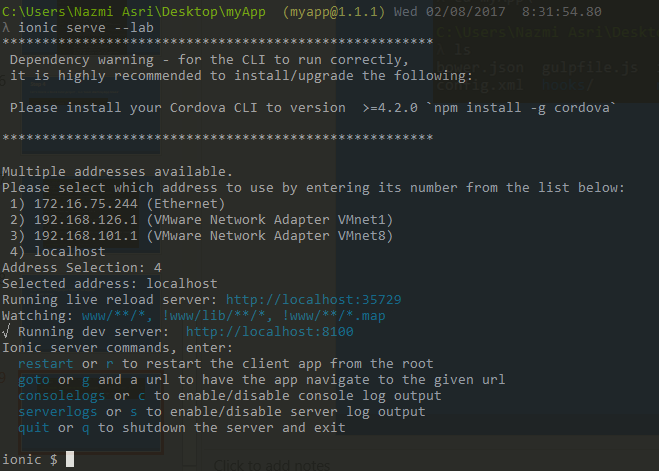 C:\Users\Nazmi Asri\Desktop\myApp  (myapp@1.1.1) Wed 02/08/2017  8:31:54.80
λ ionic serve --lab
******************************************************
 Dependency warning - for the CLI to run correctly,
 it is highly recommended to install/upgrade the following:

 Please install your Cordova CLI to version  >=4.2.0 `npm install -g cordova`

******************************************************

Multiple addresses available.
Please select which address to use by entering its number from the list below:
 1) 172.16.75.244 (Ethernet)
 2) 192.168.126.1 (VMware Network Adapter VMnet1)
 3) 192.168.101.1 (VMware Network Adapter VMnet8)
 4) localhost
Address Selection: 4
Selected address: localhost
Running live reload server: http://localhost:35729
Watching: www/**/*, !www/lib/**/*, !www/**/*.map
√ Running dev server:  http://localhost:8100
Ionic server commands, enter:
  restart or r to restart the client app from the root
  goto or g and a url to have the app navigate to the given url
  consolelogs or c to enable/disable console log output
  serverlogs or s to enable/disable server log output
  quit or q to shutdown the server and exit

ionic $
C:\Users\Nazmi Asri\Deskto
λ ls
bower.json  gulpfile.js
config.xml  hooks/
Click to add notes